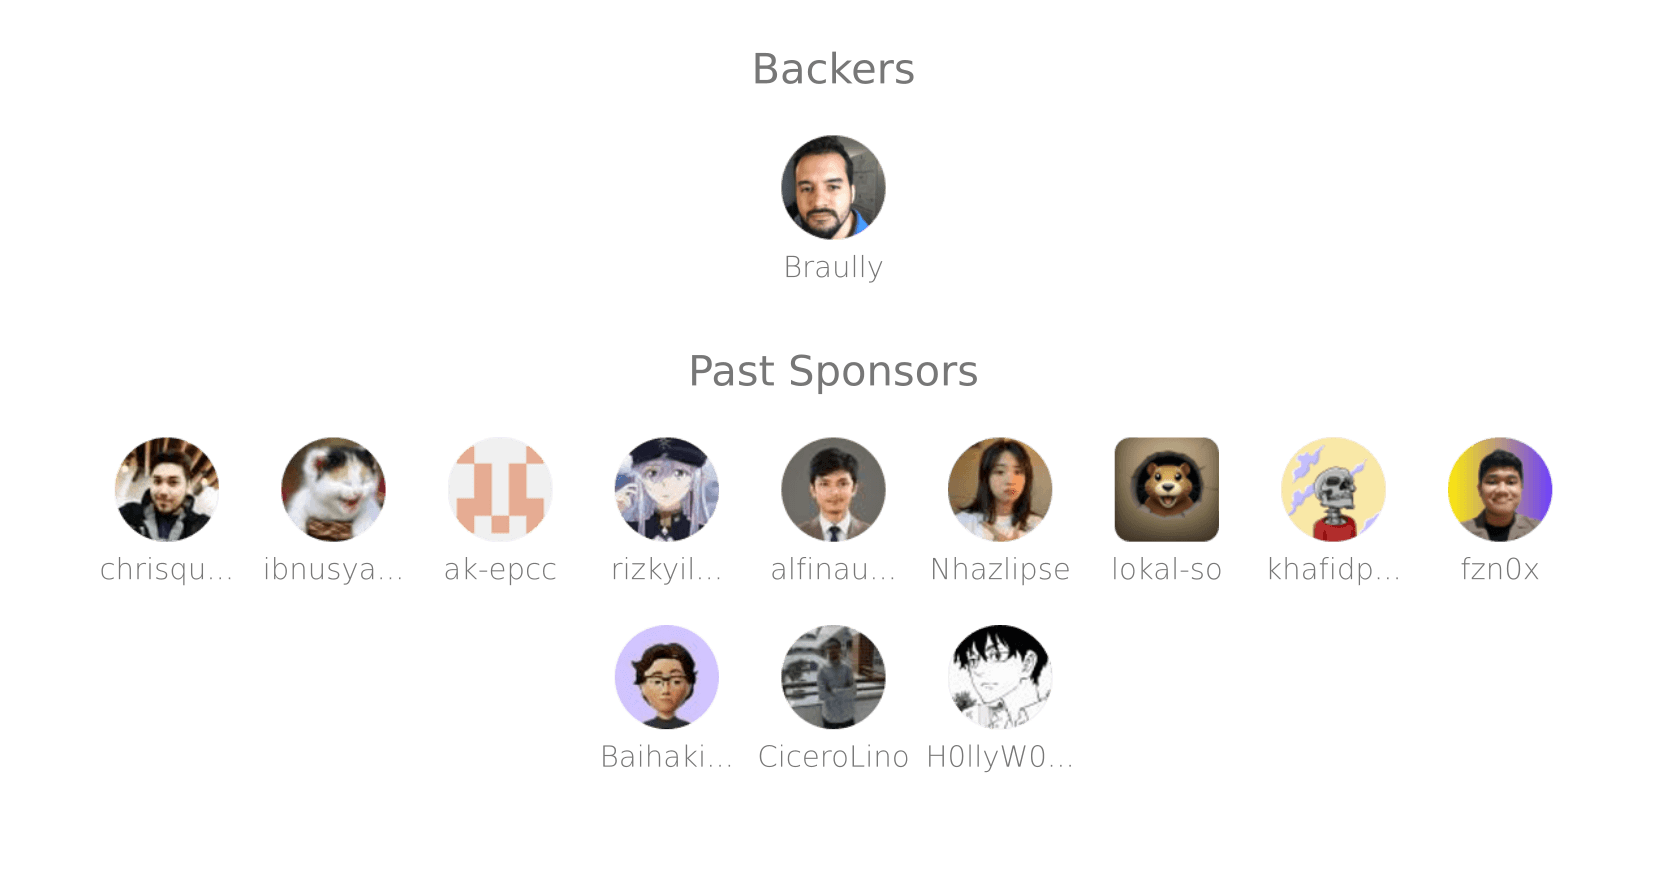 Backers
Braully
Past Sponsors
chrisqu... ibnusya... ak-epcc rizkyil... alfinau... Nhazlipse lokal-so khafidp... fzn0x
Baihaki... CiceroLino H0llyW0...